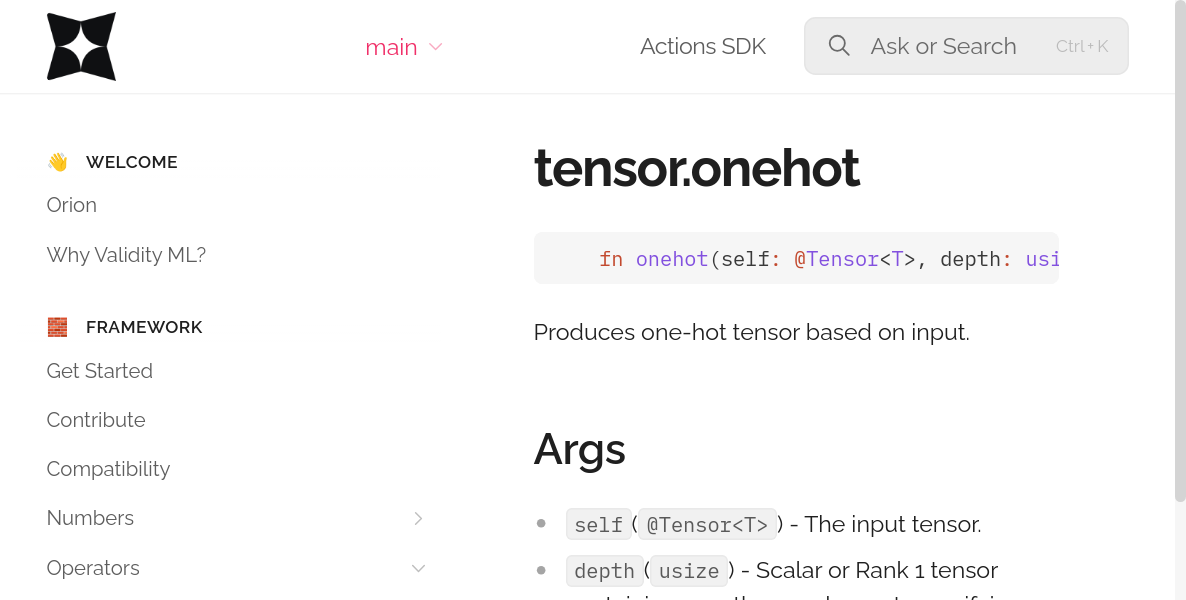 main
Actions SDK
Ask or Search
Ctrl+K
👋 WELCOME
Orion
Why Validity ML?
🧱 FRAMEWORK
Get Started
Contribute
Compatibility
Numbers
Operators
tensor.onehot
fn onehot(self: @Tensor<T>, depth: usi
Produces one-hot tensor based on input.
Args
self(@Tensor<T>) - The input tensor.
depth(usize) - Scalar or Rank 1 tensor